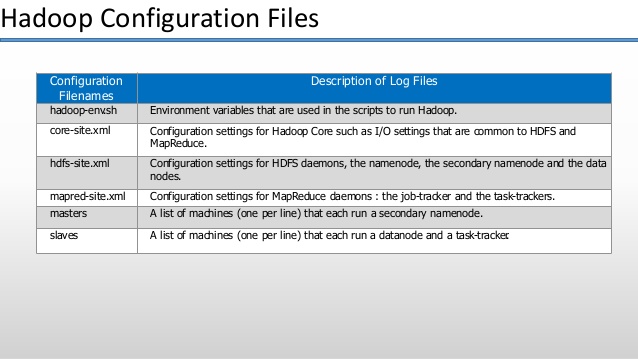 Hadoop Configuration Files
Configuration
Filenames
Description of Log Files
hadoop-env.sh
Environment variables that are used in the scripts to run Hadoop.
core-site.xml
Configuration settings for Hadoop Core such as I/O settings that are common to HDFS and
MapReduce.
hdfs-site.xml
Configuration settings for HDFS daemons, the namenode, the secondary namenode and the data
nodes.
mapred-site.xml
Configuration settings for MapReduce daemons : the job-tracker and the task-trackers.
masters
A list of machines (one per line) that each run a secondary namenode.
slaves
A list of machines (one per line) that each run a datanode and a task-tracker.